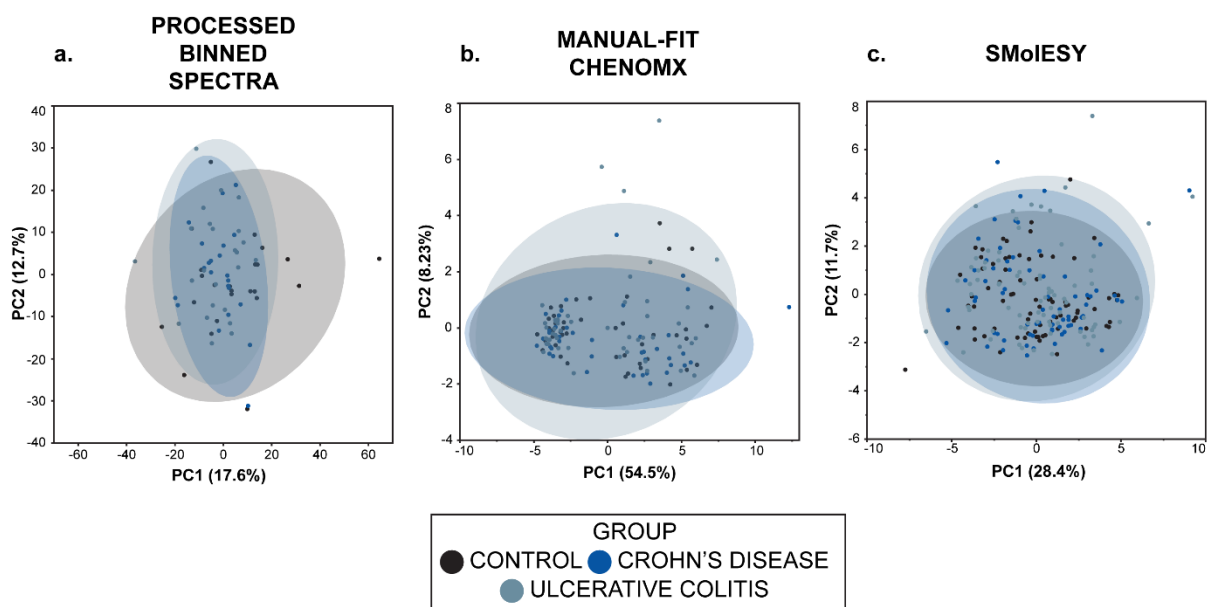 a.
PROCESSED
BINNED
SPECTRA
40
30
20
10
0
-10
-20
-30
-40
PC2 (12.7%)
-60
-40
-20
0
20
40
60
PC1 (17.6%)
b.
MANUAL-FIT
CHENOMX
8
6
4
2
0
-2
-4
PC2 (8.23%)
-10
-5
0
5
10
PC1 (54.5%)
c.
SMolESY
8
6
4
2
0
-2
-4
-6
PC2 (11.7%)
-10
-5
0
5
10
PC1 (28.4%)
GROUP
CONTROL CROHN'S DISEASE
ULCERATIVE COLITIS